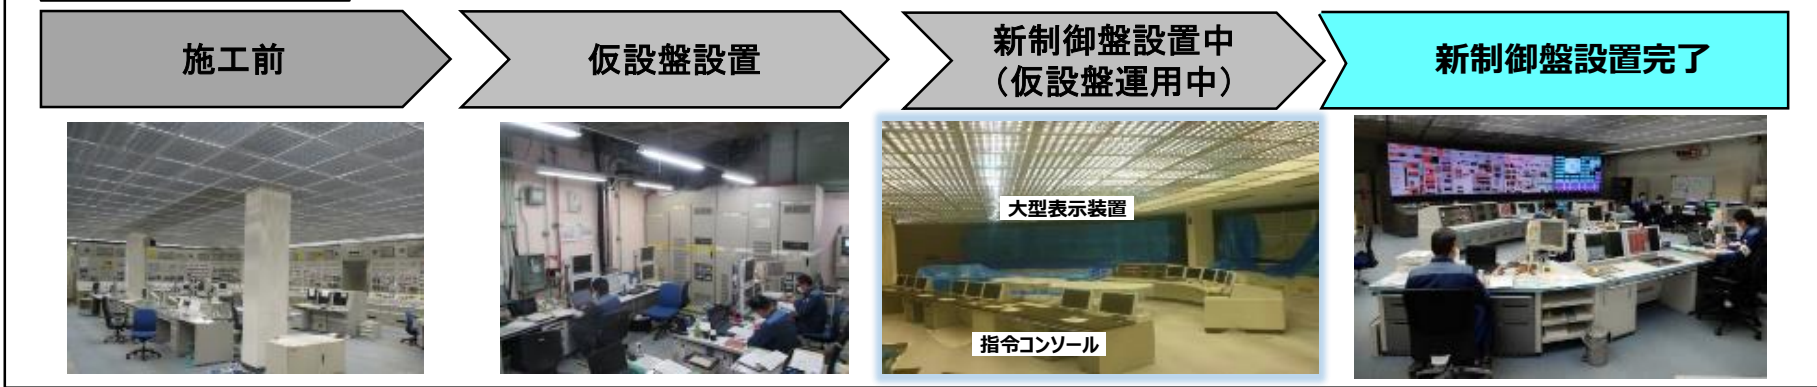 施工前
仮設盤設置
新制御盤設置中
（仮設盤運用中）
新制御盤設置完了
大型表示装置
指令コンソール